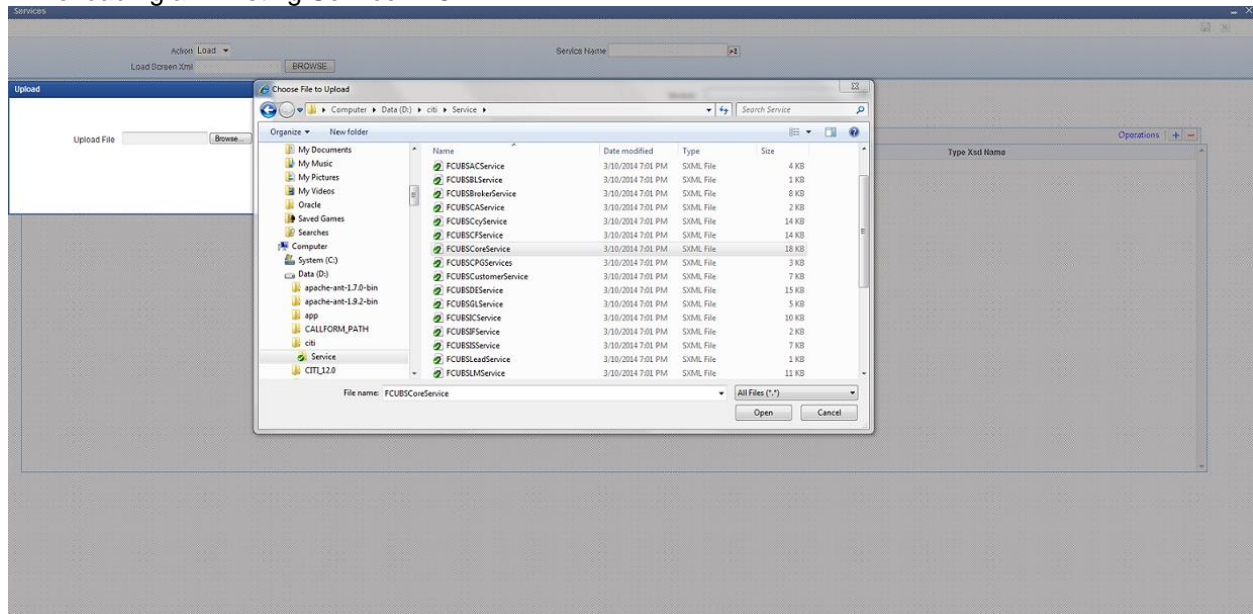 Services
Action Load
Service Name
Load Screen Xml BROWSE
Upload
Choose File to Upload
Computer Data (D:) citi Service
Search Service
Upload File Browse...
Organize New folder
Operations + -
Type Xsd Name
Name Date modified Type Size
My Documents
My Music
My Pictures
My Videos
Oracle
Saved Games
Searches
Computer
System (C:)
Data (D:)
apache-ant-1.7.0-bin
apache-ant-1.9.2-bin
app
CALLFORM_PATH
citi
Service
CITI_12.0
FCUBSACService 3/10/2014 7:01 PM SXML File 4 KB
FCUBSBLService 3/10/2014 7:01 PM SXML File 1 KB
FCUBSBrokerService 3/10/2014 7:01 PM SXML File 8 KB
FCUBSCAService 3/10/2014 7:01 PM SXML File 2 KB
FCUBSCcyService 3/10/2014 7:01 PM SXML File 14 KB
FCUBSCFService 3/10/2014 7:01 PM SXML File 14 KB
FCUBSCoreService 3/10/2014 7:01 PM SXML File 18 KB
FCUBSCPGServices 3/10/2014 7:01 PM SXML File 3 KB
FCUBSCustomerService 3/10/2014 7:01 PM SXML File 7 KB
FCUBSDEService 3/10/2014 7:01 PM SXML File 15 KB
FCUBSGLService 3/10/2014 7:01 PM SXML File 5 KB
FCUBSICService 3/10/2014 7:01 PM SXML File 10 KB
FCUBSIFService 3/10/2014 7:01 PM SXML File 2 KB
FCUBSISService 3/10/2014 7:01 PM SXML File 7 KB
FCUBSLeadService 3/10/2014 7:01 PM SXML File 1 KB
FCUBSLMService 3/10/2014 7:01 PM SXML File 11 KB
File name: FCUBSCoreService
All Files (*.*)
Open Cancel